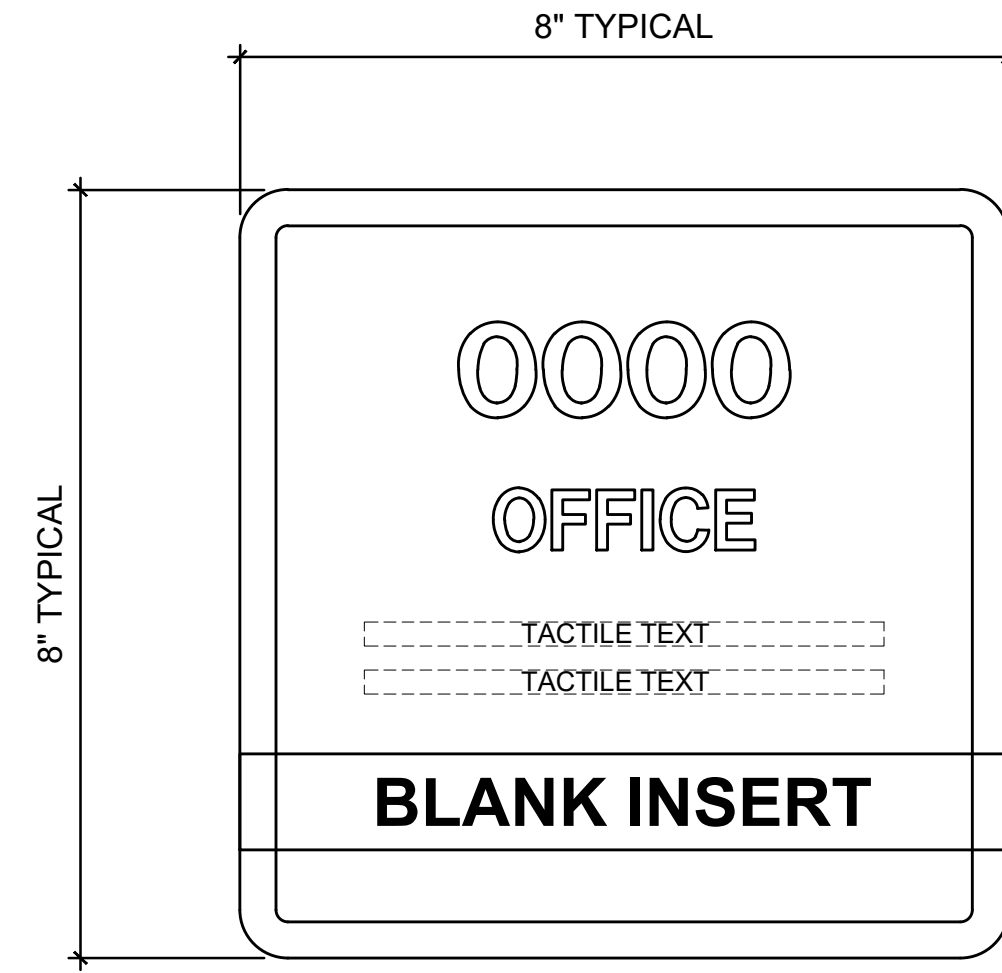 8" TYPICAL
8" TYPICAL
0000
OFFICE
TACTILE TEXT
TACTILE TEXT
BLANK INSERT